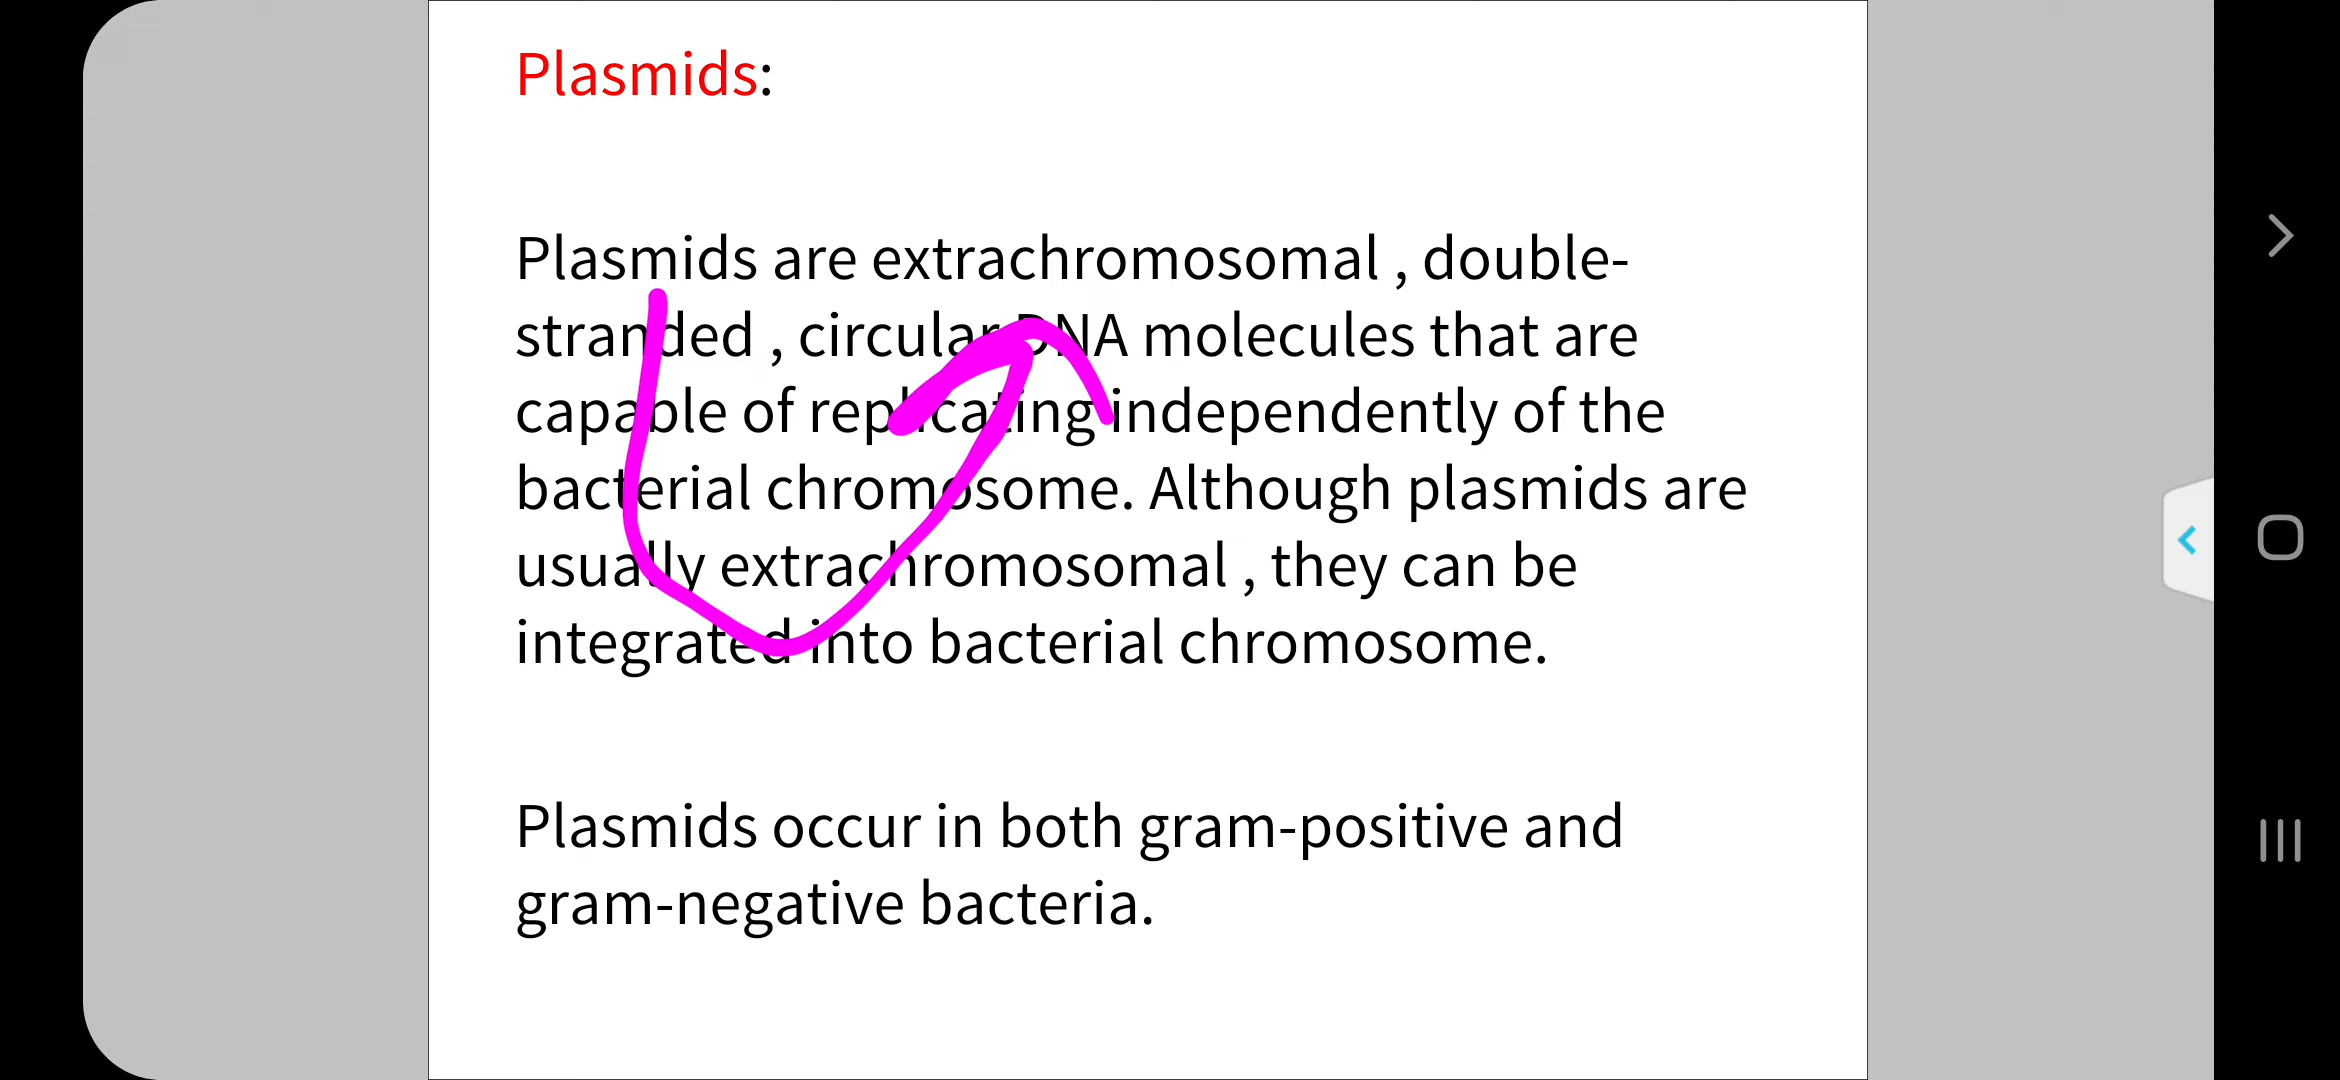 Plasmids:
Plasmids are extrachromosomal , double-
stranded , circular DNA molecules that are
capable of replicating independently of the
bacterial chromosome. Although plasmids are
usually extrachromosomal , they can be
integrated into bacterial chromosome.
Plasmids occur in both gram-positive and
gram-negative bacteria.